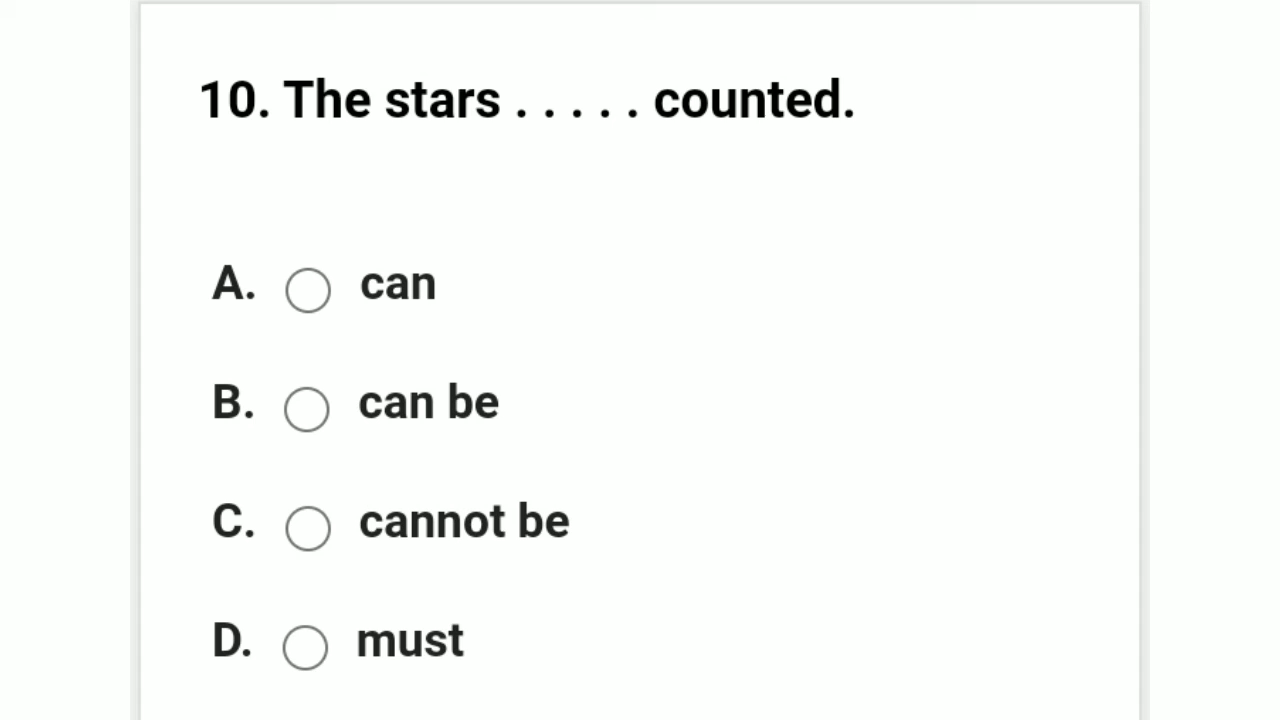 10. The stars . . . . . counted.
A. can
B. can be
C. cannot be
D. must